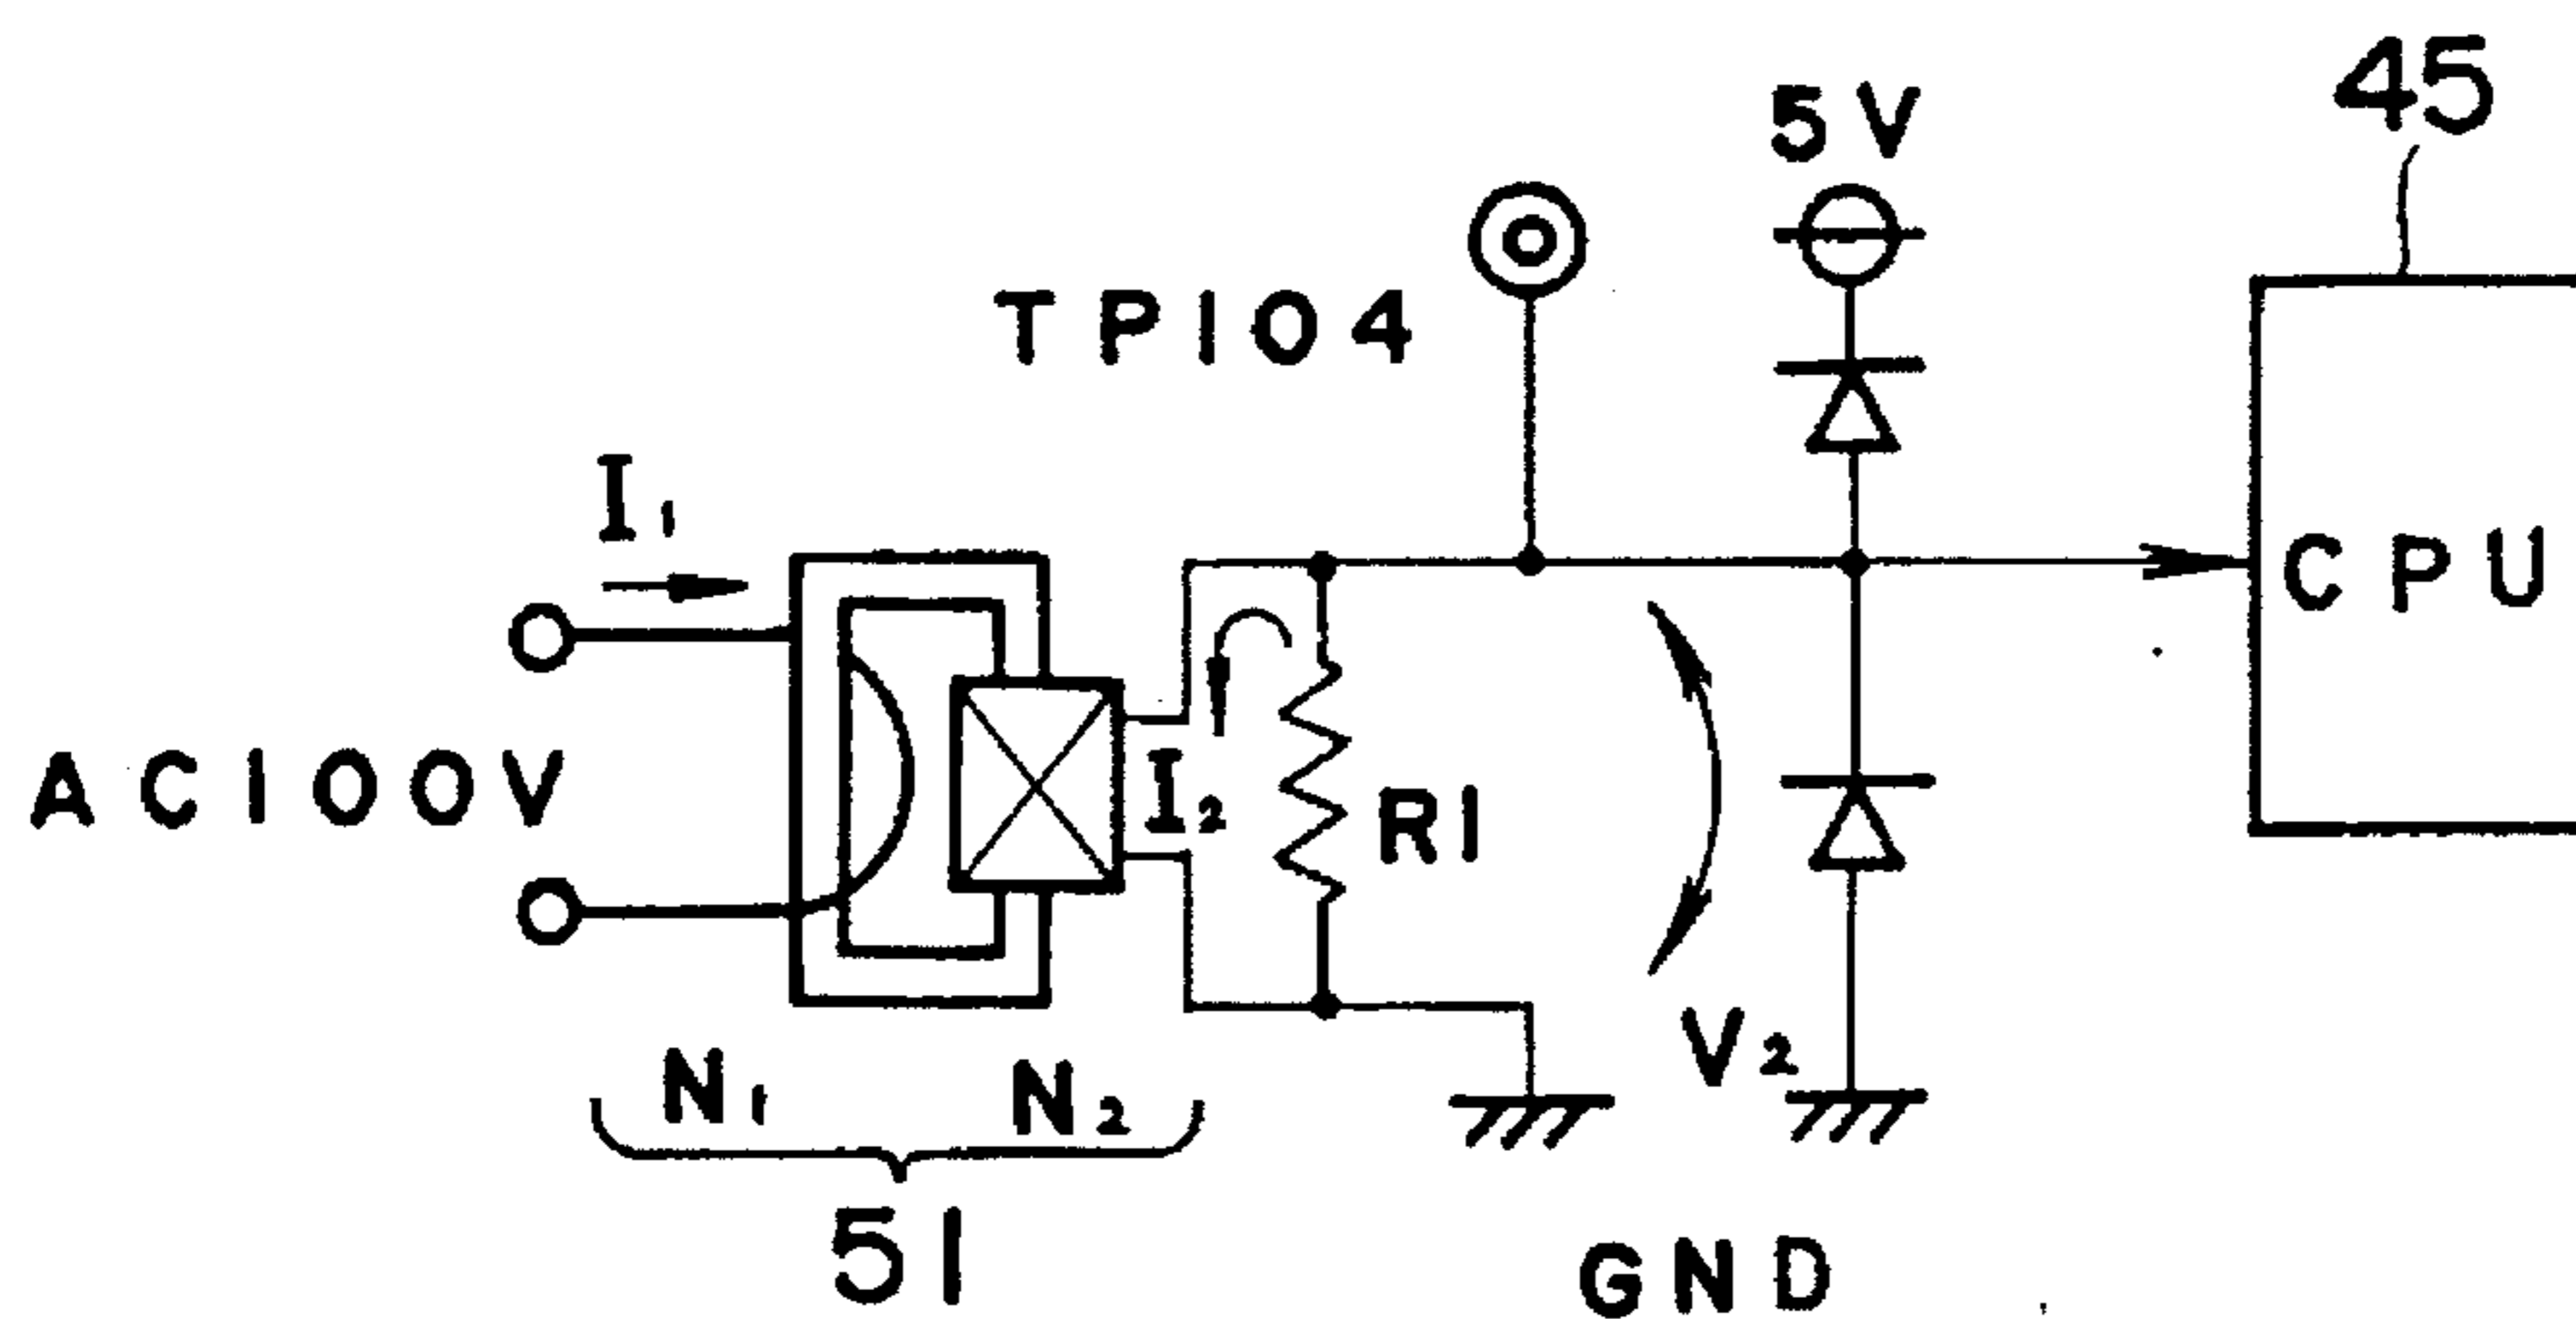 45
5V
TP104
I₁
CPU
AC100V
I₂
R1
V₂
N₁
N₂
51
GND